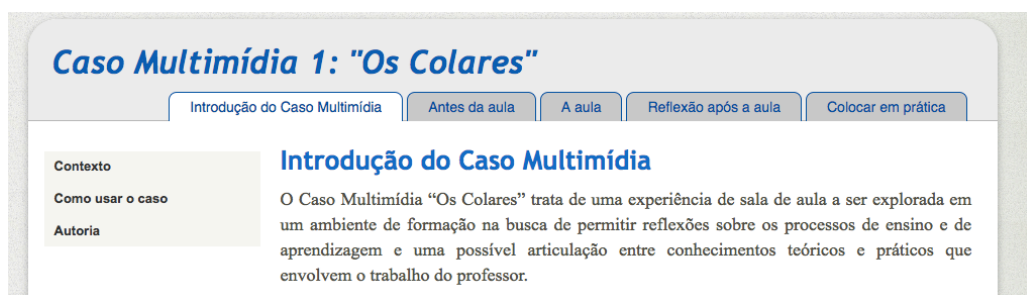 Caso Multimídia 1: "Os Colares"
Introdução do Caso Multimídia
Antes da aula
A aula
Reflexão após a aula
Colocar em prática
Contexto
Como usar o caso
Autoria
Introdução do Caso Multimídia
O Caso Multimídia “Os Colares” trata de uma experiência de sala de aula a ser explorada em
um ambiente de formação na busca de permitir reflexões sobre os processos de ensino e de
aprendizagem e uma possível articulação entre conhecimentos teóricos e práticos que
envolvem o trabalho do professor.